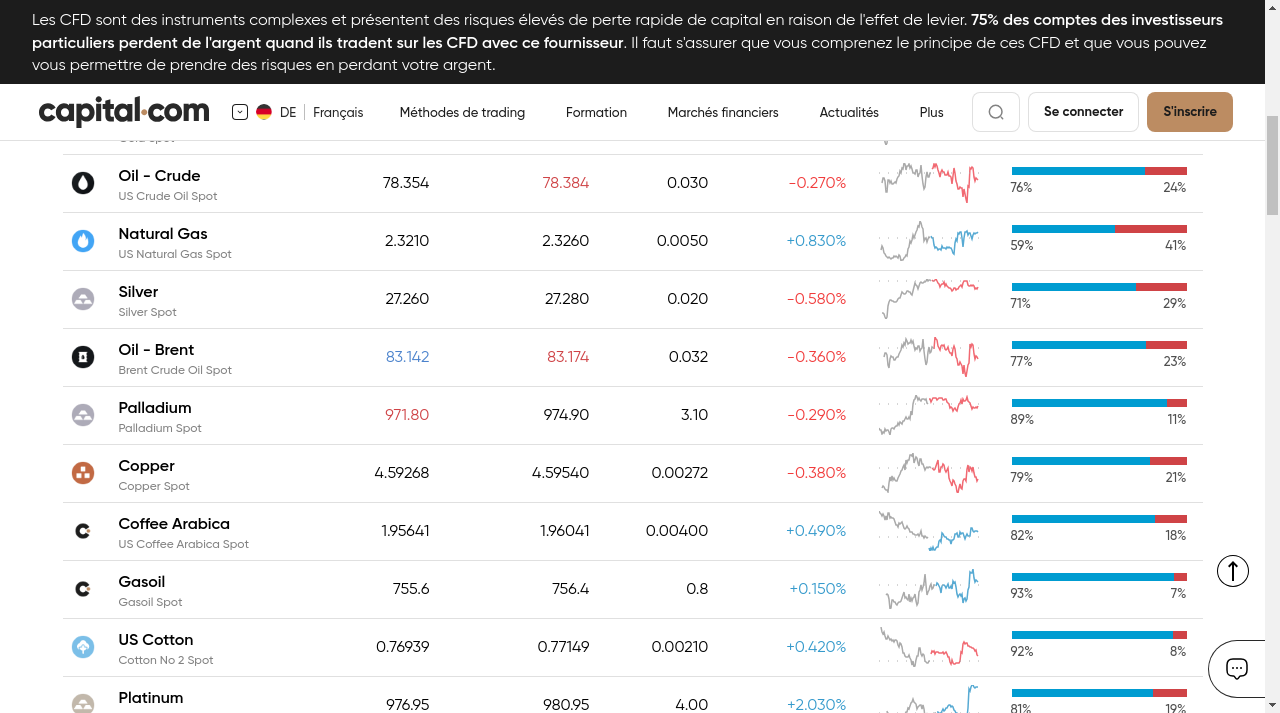 Les CFD sont des instruments complexes et présentent des risques élevés de perte rapide de capital en raison de l'effet de levier. 75% des comptes des investisseurs
particuliers perdent de l'argent quand ils tradent sur les CFD avec ce fournisseur. Il faut s'assurer que vous comprenez le principe de ces CFD et que vous pouvez
vous permettre de prendre des risques en perdant votre argent.
capital.com DE Français Méthodes de trading Formation Marchés financiers Actualités Plus Se connecter S'inscrire
Gold Spot
Oil - Crude 78.354 78.384 0.030 -0.270%
US Crude Oil Spot 76% 24%
Natural Gas 2.3210 2.3260 0.0050 +0.830%
US Natural Gas Spot 59% 41%
Silver 27.260 27.280 0.020 -0.580%
Silver Spot 71% 29%
Oil - Brent 83.142 83.174 0.032 -0.360%
Brent Crude Oil Spot 77% 23%
Palladium 971.80 974.90 3.10 -0.290%
Palladium Spot 89% 11%
Copper 4.59268 4.59540 0.00272 -0.380%
Copper Spot 79% 21%
Coffee Arabica 1.95641 1.96041 0.00400 +0.490%
US Coffee Arabica Spot 82% 18%
Gasoil 755.6 756.4 0.8 +0.150%
Gasoil Spot 93% 7%
US Cotton 0.76939 0.77149 0.00210 +0.420%
Cotton No 2 Spot 92% 8%
Platinum 976.95 980.95 4.00 +2.030%
81% 19%